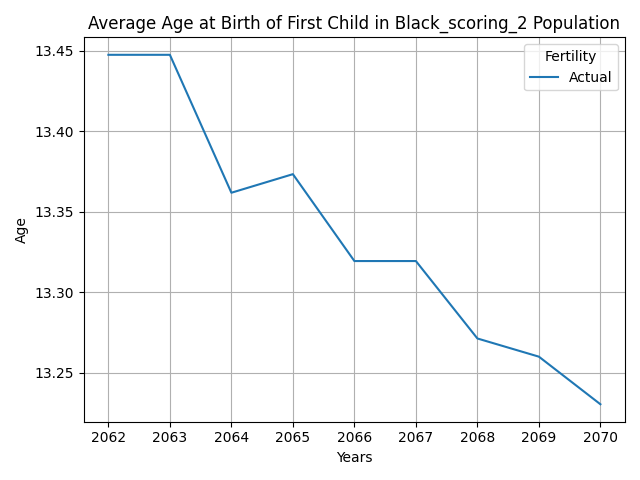 Average Age at Birth of First Child in Black_scoring_2 Population
Fertility
Actual
13.45
13.40
13.35
13.30
13.25
Age
2062 2063 2064 2065 2066 2067 2068 2069 2070
Years